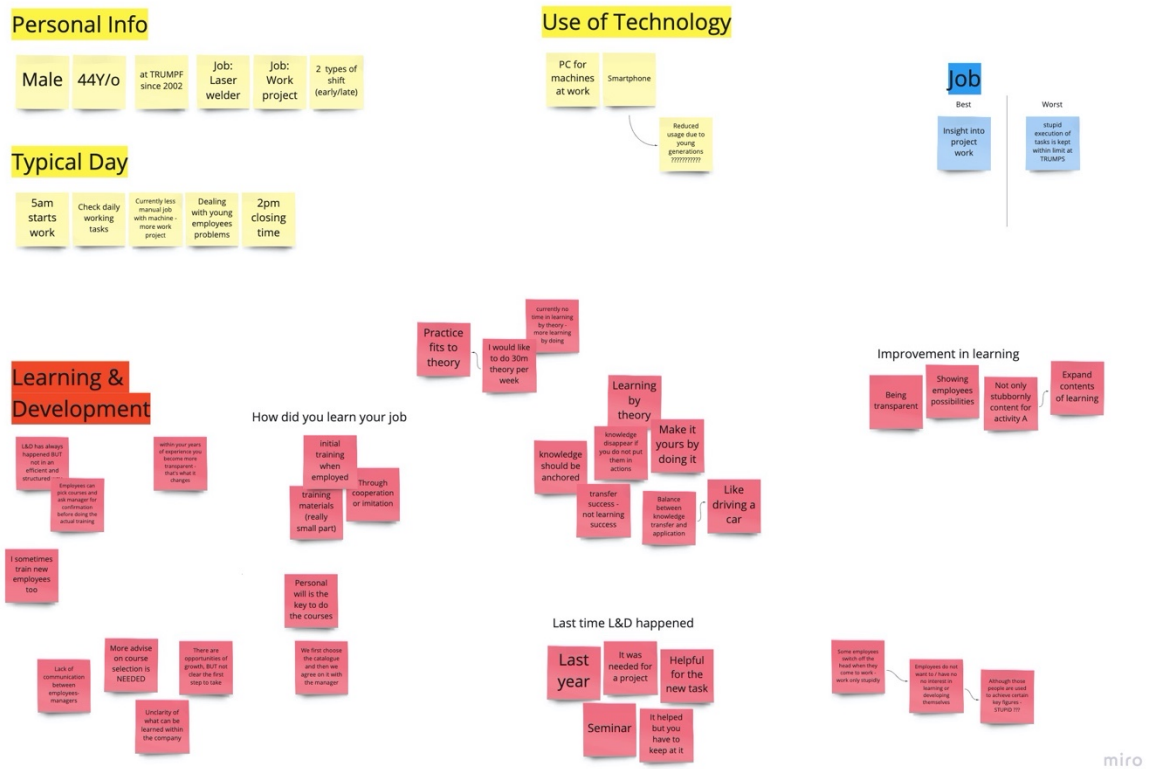 Personal Info
Male
44Y/o
at TRUMPF
since 2002
Job:
Laser
welder
Job:
Work
project
2 types of
shift
(early/late)
Typical Day
5am
starts
work
Check daily
working
tasks
Currently less
manual job
with machine -
more work
project
Dealing
with young
employees
problems
2pm
closing
time
Use of Technology
PC for
machines
at work
Smartphone
Reduced
usage due to
young
generations
???????????
Job
Best
Worst
Insight into
project
work
stupid
execution of
tasks is kept
within limit at
TRUMPS
Learning &
Development
L&D has always
happened BUT
not in an
efficient and
structured
Employees can
pick courses and
ask manager for
confirmation
before doing the
actual training
within your years
of experience you
become more
transparent -
that's what it
changes
I sometimes
train new
employees
too
Lack of
communication
between
employees-
managers
More advise
on course
selection is
NEEDED
There are
opportunities of
growth, BUT not
clear the first
step to take
Unclarity of
what can be
learned within
the company
How did you learn your job
initial
training
when
employed
training
materials
(really
small part)
Through
cooperation
or imitation
Personal
will is the
key to do
the courses
We first choose
the catalogue
and then we
agree on it with
the manager
Practice
fits to
theory
I would like
to do 30m
theory per
week
currently no
time in learning
by theory -
more learning
by doing
Learning
by
theory
knowledge
should be
anchored
knowledge
disappear if
you do not put
them in
actions
Make it
yours by
doing it
transfer
success -
not learning
success
Balance
between
knowledge
transfer and
application
Like
driving a
car
Last time L&D happened
Last
year
It was
needed for
a project
Helpful
for the
new task
Seminar
It helped
but you
have to
keep at it
Improvement in learning
Being
transparent
Showing
employees
possibilities
Not only
stubbornly
content for
activity A
Expand
contents
of learning
Some employees
switch off the
head when they
come to work -
work only stupidly
Employees do not
want to / have no
no interest in
learning or
developing
themselves
Although those
people are used
to achieve certain
key figures -
STUPID ???
miro